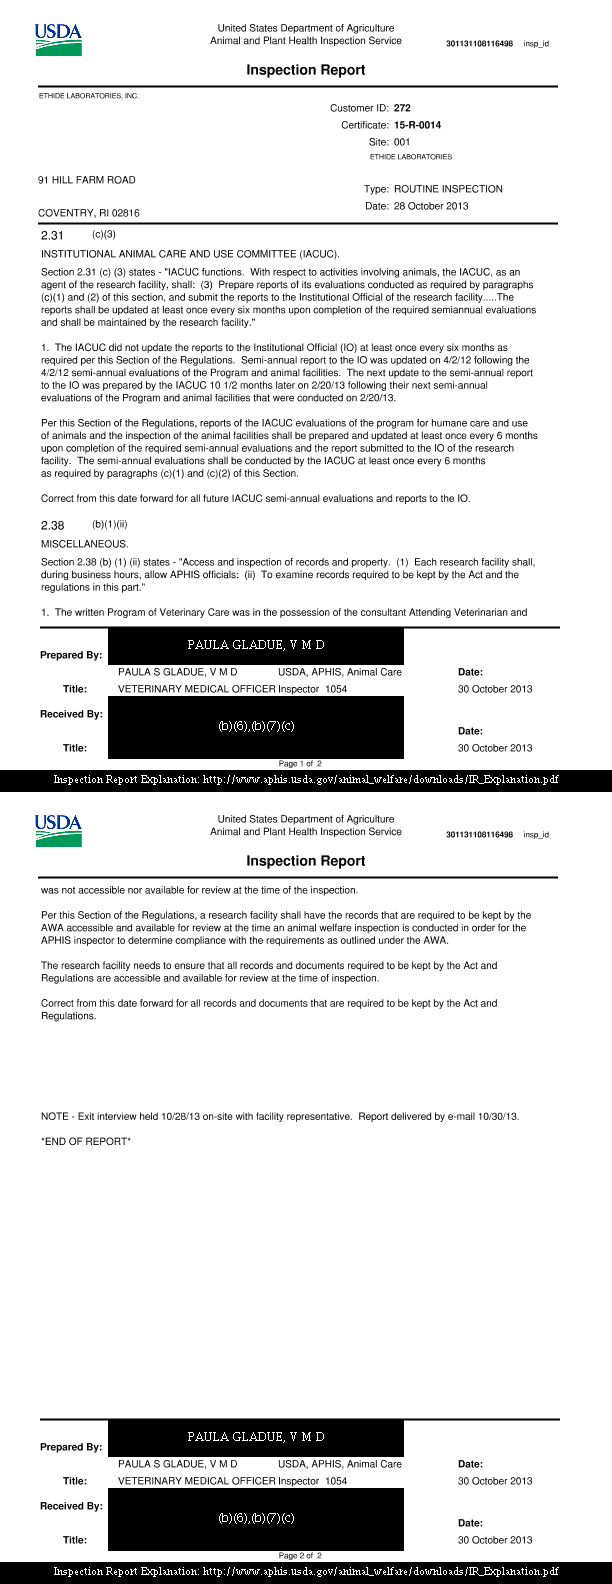 USDA
United States Department of Agriculture
Animal and Plant Health Inspection Service
301131108116498 insp_id
Inspection Report
ETHIDE LABORATORIES, INC.
Customer ID: 272
Certificate: 15-R-0014
Site: 001
ETHIDE LABORATORIES
91 HILL FARM ROAD
Type: ROUTINE INSPECTION
COVENTRY, RI 02816
Date: 28 October 2013
2.31 (c)(3)
INSTITUTIONAL ANIMAL CARE AND USE COMMITTEE (IACUC).
Section 2.31 (c) (3) states - "IACUC functions. With respect to activities involving animals, the IACUC, as an
agent of the research facility, shall: (3) Prepare reports of its evaluations conducted as required by paragraphs
(c)(1) and (2) of this section, and submit the reports to the Institutional Official of the research facility.....The
reports shall be updated at least once every six months upon completion of the required semiannual evaluations
and shall be maintained by the research facility."
1. The IACUC did not update the reports to the Institutional Official (IO) at least once every six months as
required per this Section of the Regulations. Semi-annual report to the IO was updated on 4/2/12 following the
4/2/12 semi-annual evaluations of the Program and animal facilities. The next update to the semi-annual report
to the IO was prepared by the IACUC 10 1/2 months later on 2/20/13 following their next semi-annual
evaluations of the Program and animal facilities that were conducted on 2/20/13.
Per this Section of the Regulations, reports of the IACUC evaluations of the program for humane care and use
of animals and the inspection of the animal facilities shall be prepared and updated at least once every 6 months
upon completion of the required semi-annual evaluations and the report submitted to the IO of the research
facility. The semi-annual evaluations shall be conducted by the IACUC at least once every 6 months
as required by paragraphs (c)(1) and (c)(2) of this Section.
Correct from this date forward for all future IACUC semi-annual evaluations and reports to the IO.
2.38 (b)(1)(ii)
MISCELLANEOUS.
Section 2.38 (b) (1) (ii) states - "Access and inspection of records and property. (1) Each research facility shall,
during business hours, allow APHIS officials: (ii) To examine records required to be kept by the Act and the
regulations in this part."
1. The written Program of Veterinary Care was in the possession of the consultant Attending Veterinarian and
PAULA GLADUE, V M D
Prepared By:
PAULA S GLADUE, V M D USDA, APHIS, Animal Care Date:
Title: VETERINARY MEDICAL OFFICER Inspector 1054 30 October 2013
Received By:
(b)(6),(b)(7)(c)
Date:
Title: 30 October 2013
Page 1 of 2
Inspection Report Explanation: http://www.aphis.usda.gov/animal_welfare/downloads/IR_Explanation.pdf
USDA
United States Department of Agriculture
Animal and Plant Health Inspection Service
301131108116498 insp_id
Inspection Report
was not accessible nor available for review at the time of the inspection.
Per this Section of the Regulations, a research facility shall have the records that are required to be kept by the
AWA accessible and available for review at the time an animal welfare inspection is conducted in order for the
APHIS inspector to determine compliance with the requirements as outlined under the AWA.
The research facility needs to ensure that all records and documents required to be kept by the Act and
Regulations are accessible and available for review at the time of inspection.
Correct from this date forward for all records and documents that are required to be kept by the Act and
Regulations.
NOTE - Exit interview held 10/28/13 on-site with facility representative. Report delivered by e-mail 10/30/13.
*END OF REPORT*
PAULA GLADUE, V M D
Prepared By:
PAULA S GLADUE, V M D USDA, APHIS, Animal Care Date:
Title: VETERINARY MEDICAL OFFICER Inspector 1054 30 October 2013
Received By:
(b)(6),(b)(7)(c)
Date:
Title: 30 October 2013
Page 2 of 2
Inspection Report Explanation: http://www.aphis.usda.gov/animal_welfare/downloads/IR_Explanation.pdf